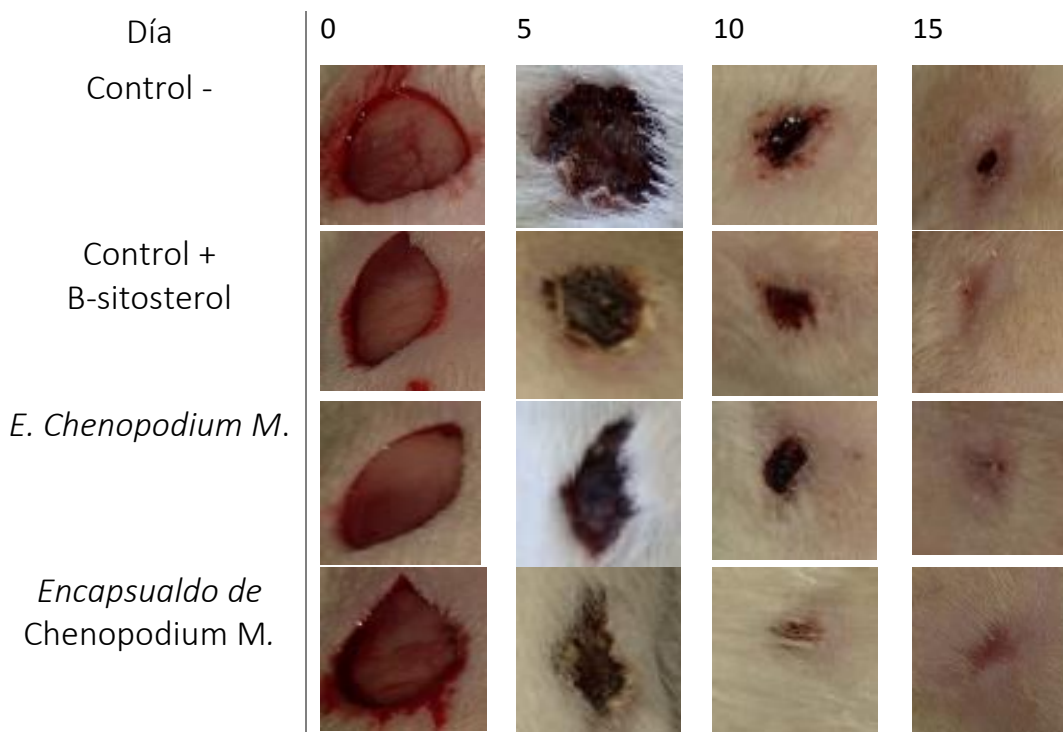 Día 0 5 10 15
Control -
Control +
B-sitosterol
E. Chenopodium M.
Encapsualdo de
Chenopodium M.